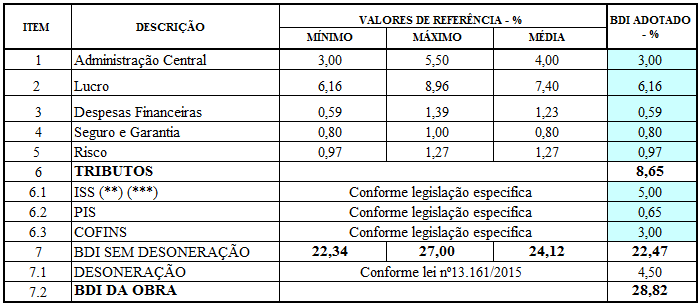 ITEM DESCRIÇÃO VALORES DE REFERÊNCIA - % BDI ADOTADO - %
MÍNIMO MÁXIMO MÉDIA
1 Administração Central 3,00 5,50 4,00 3,00
2 Lucro 6,16 8,96 7,40 6,16
3 Despesas Financeiras 0,59 1,39 1,23 0,59
4 Seguro e Garantia 0,80 1,00 0,80 0,80
5 Risco 0,97 1,27 1,27 0,97
6 TRIBUTOS 8,65
6.1 ISS (**) (***) Conforme legislação especifica 5,00
6.2 PIS Conforme legislação especifica 0,65
6.3 COFINS Conforme legislação especifica 3,00
7 BDI SEM DESONERAÇÃO 22,34 27,00 24,12 22,47
7.1 DESONERAÇÃO Conforme lei nº13.161/2015 4,50
7.2 BDI DA OBRA 28,82